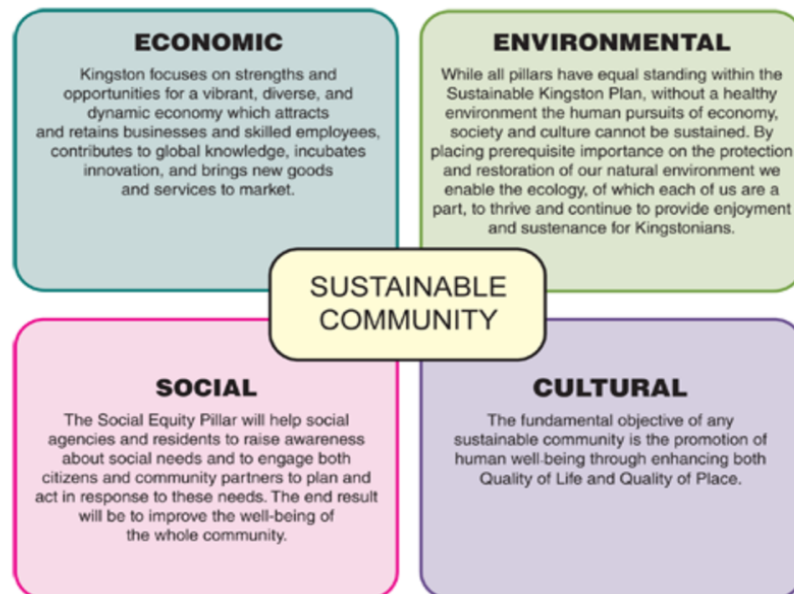 ECONOMIC
Kingston focuses on strengths and
opportunities for a vibrant, diverse, and
dynamic economy which attracts
and retains businesses and skilled employees,
contributes to global knowledge, incubates
innovation, and brings new goods
and services to market.
ENVIRONMENTAL
While all pillars have equal standing within the
Sustainable Kingston Plan, without a healthy
environment the human pursuits of economy,
society and culture cannot be sustained. By
placing prerequisite importance on the protection
and restoration of our natural environment we
enable the ecology, of which each of us are a
part, to thrive and continue to provide enjoyment
and sustenance for Kingstonians.
SUSTAINABLE
COMMUNITY
SOCIAL
The Social Equity Pillar will help social
agencies and residents to raise awareness
about social needs and to engage both
citizens and community partners to plan and
act in response to these needs. The end result
will be to improve the well-being of
the whole community.
CULTURAL
The fundamental objective of any
sustainable community is the promotion of
human well-being through enhancing both
Quality of Life and Quality of Place.